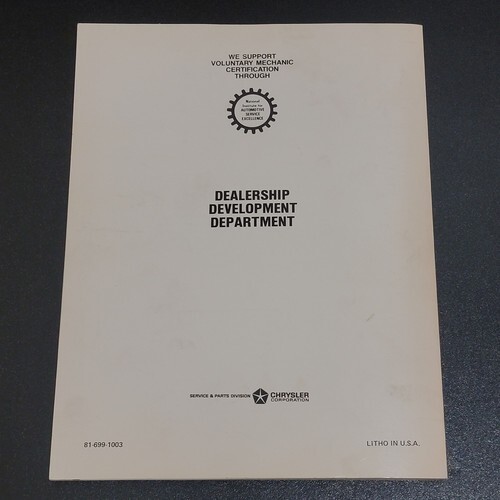 WE SUPPORT
VOLUNTARY MECHANIC
CERTIFICATION
THROUGH
National
Institute for
AUTOMOTIVE
SERVICE
EXCELLENCE
DEALERSHIP
DEVELOPMENT
DEPARTMENT
SERVICE & PARTS DIVISION CHRYSLER
CORPORATION
81-699-1003 LITHO IN U.S.A.